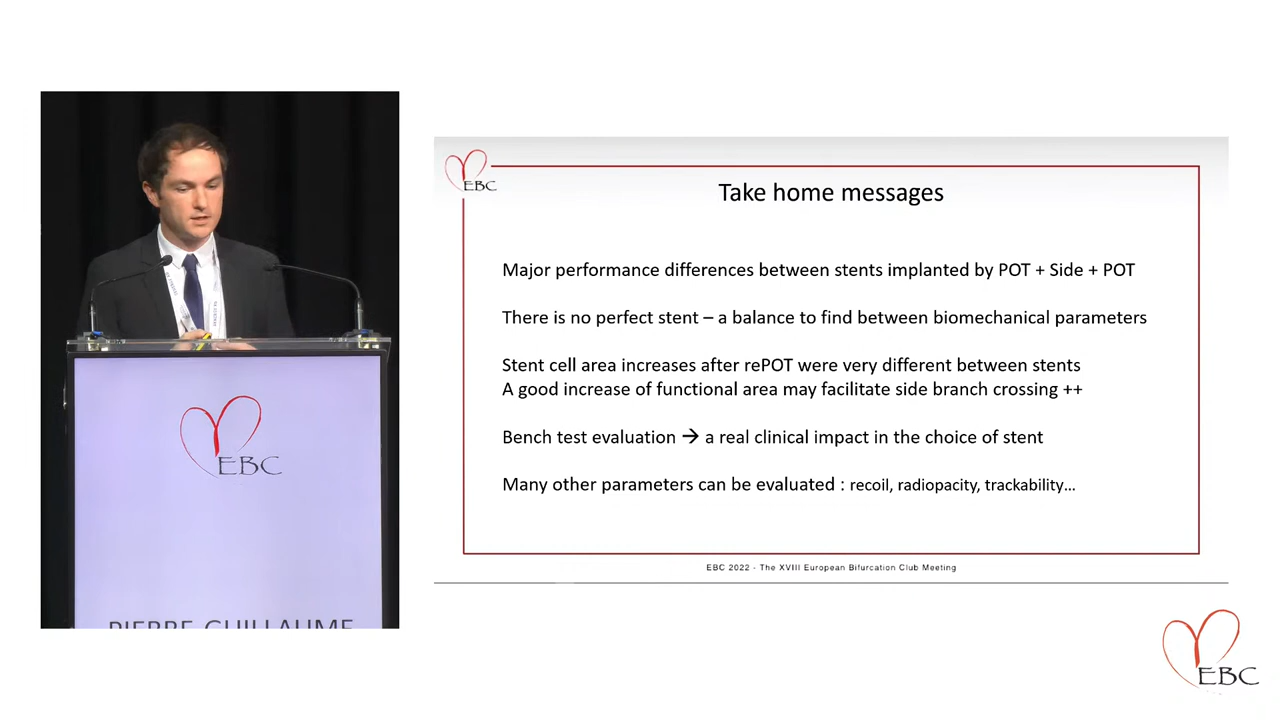 EBC
PIERRE GUILLAUME
EBC
Take home messages
Major performance differences between stents implanted by POT + Side + POT
There is no perfect stent – a balance to find between biomechanical parameters
Stent cell area increases after rePOT were very different between stents
A good increase of functional area may facilitate side branch crossing ++
Bench test evaluation → a real clinical impact in the choice of stent
Many other parameters can be evaluated : recoil, radiopacity, trackability...
EBC 2022 - The XVIII European Bifurcation Club Meeting
EBC